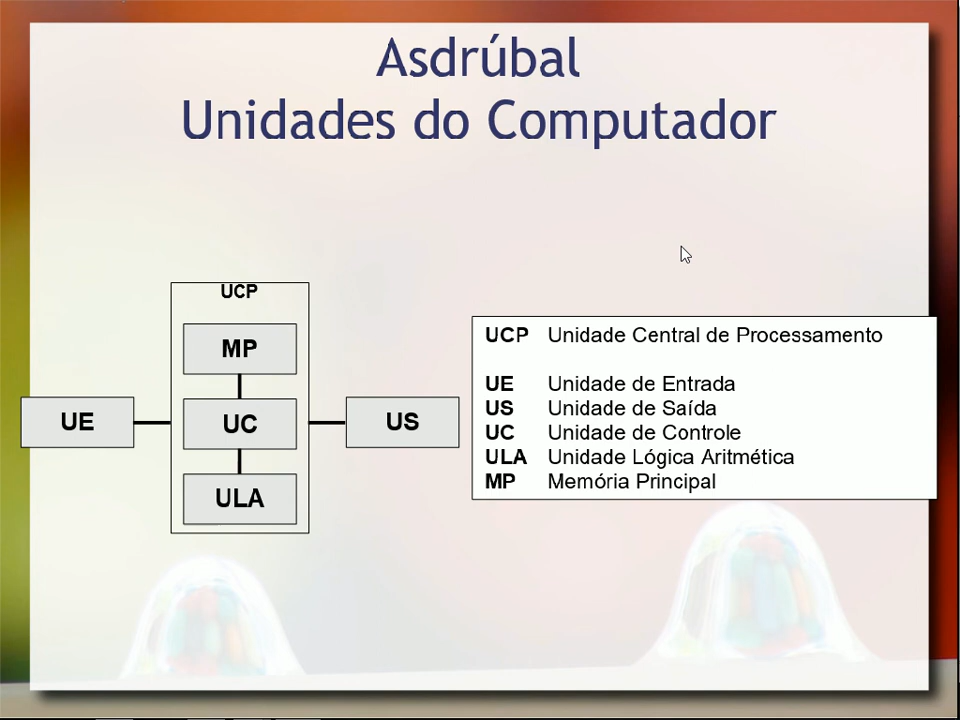 Asdrúbal
Unidades do Computador
UCP
MP
UE
UC
US
ULA
UCP Unidade Central de Processamento
UE Unidade de Entrada
US Unidade de Saída
UC Unidade de Controle
ULA Unidade Lógica Aritmética
MP Memória Principal